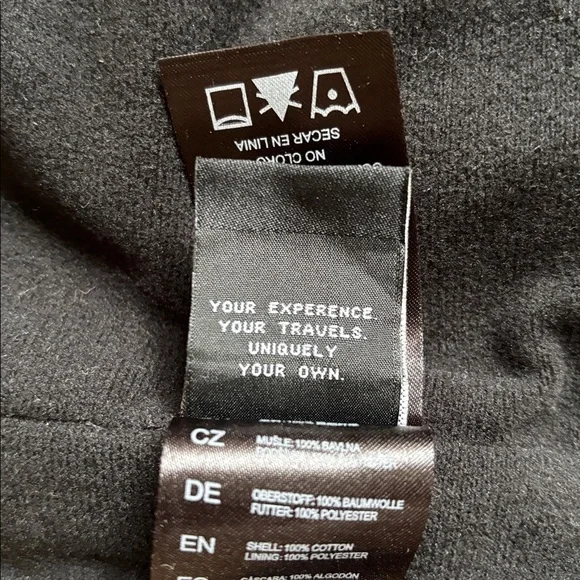 SECAR EN LINIA
NO CLORO
YOUR EXPERENCE.
YOUR TRAVELS.
UNIQUELY
YOUR OWN.
CZ
MUŠLE: 100% BAVLNA
DE
OBERSTOFF: 100% BAUMWOLLE
FUTTER: 100% POLYESTER
EN
SHELL: 100% COTTON
LINING: 100% POLYESTER
CÁSCARA: 100% ALGODÓN